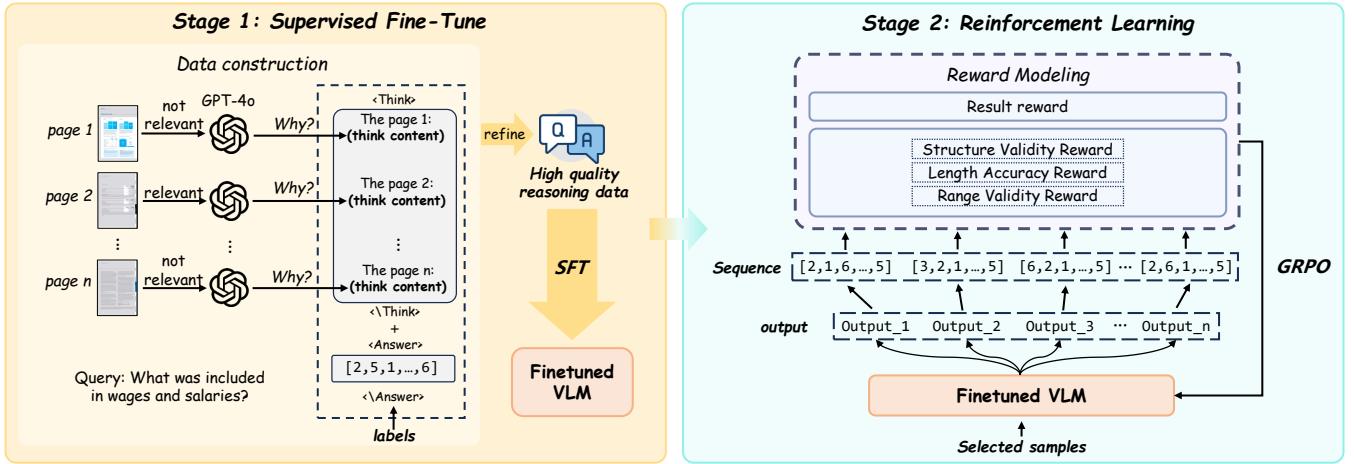 Stage 1: Supervised Fine-Tune
Data construction
page 1
not
relevant
GPT-4o
Why?
<Think>
The page 1:
(think content)
page 2
relevant
Why?
The page 2:
(think content)
⋮
⋮
⋮
page n
not
relevant
Why?
The page n:
(think content)
<\Think>
+
<Answer>
[2,5,1,…,6]
<\Answer>
labels
Query: What was included
in wages and salaries?
refine
Q
A
High quality
reasoning data
SFT
Finetuned
VLM
Stage 2: Reinforcement Learning
Reward Modeling
Result reward
Structure Validity Reward
Length Accuracy Reward
Range Validity Reward
Sequence
[2,1,6,…,5] [3,2,1,…,5] [6,2,1,…,5] ··· [2,6,1,…,5]
GRPO
output
Output_1 Output_2 Output_3 ··· Output_n
Finetuned VLM
Selected samples